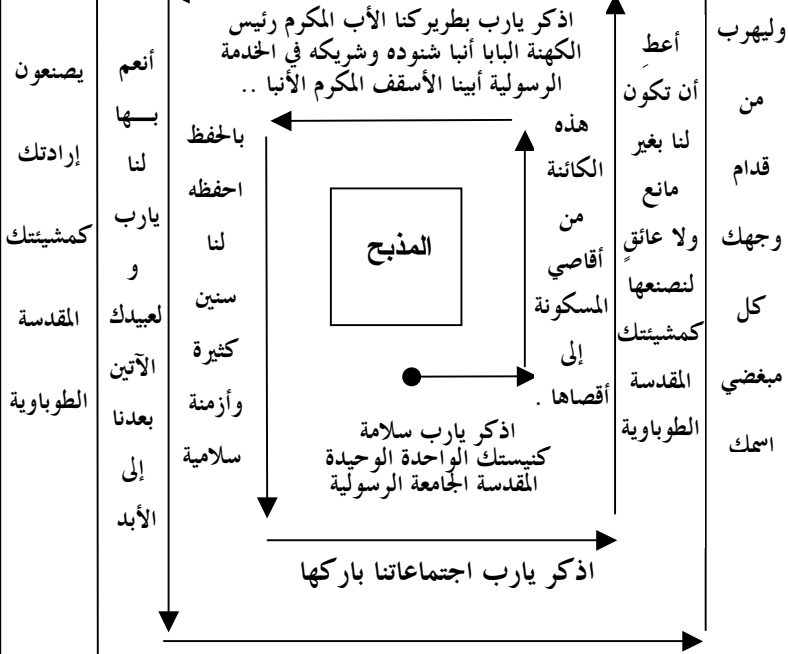 المذبح
اذكر يارب سلامة
كنيستك الواحدة الوحيدة
المقدسة الجامعة الرسولية
هذه
الكائنة
من
أقاصي
المسكونة
إلى
أقصاها .
اذكر يارب بطريركنا الأب المكرم رئيس
الكهنة البابا أنبا شنوده وشريكه في الخدمة
الرسولية أبينا الأسقف المكرم الأنبا ..
بالحفظ
احفظه
لنا
سنين
كثيرة
وأزمنة
سلامية
اذكر يارب اجتماعاتنا باركها
أعطِ
أن تكون
لنا بغير
مانع
ولا عائقٍ
لنصنعها
كمشيئتك
المقدسة
الطوباوية
أنعم
بـــها
لنا
يارب
و
لعبيدك
الآتين
بعدنا
إلى
الأبد
وليهرب
من
قدام
وجهك
كل
مبغضي
اسمك
يصنعون
إرادتك
كمشيئتك
المقدسة
الطوباوية